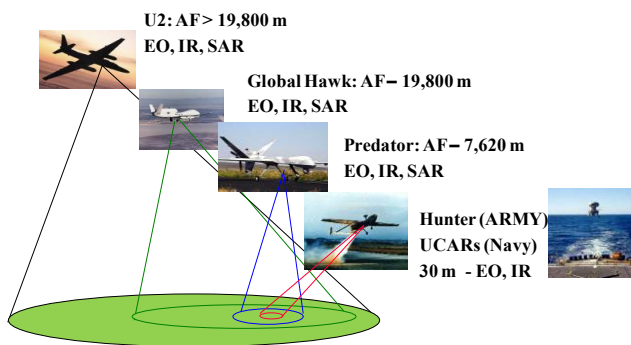 U2: AF> 19,800 m
EO, IR, SAR
Global Hawk: AF– 19,800m
EO, IR, SAR
Predator: AF– 7,620 m
EO, IR, SAR
Hunter (ARMY)
UCARs (Navy)
30 m - EO, IR